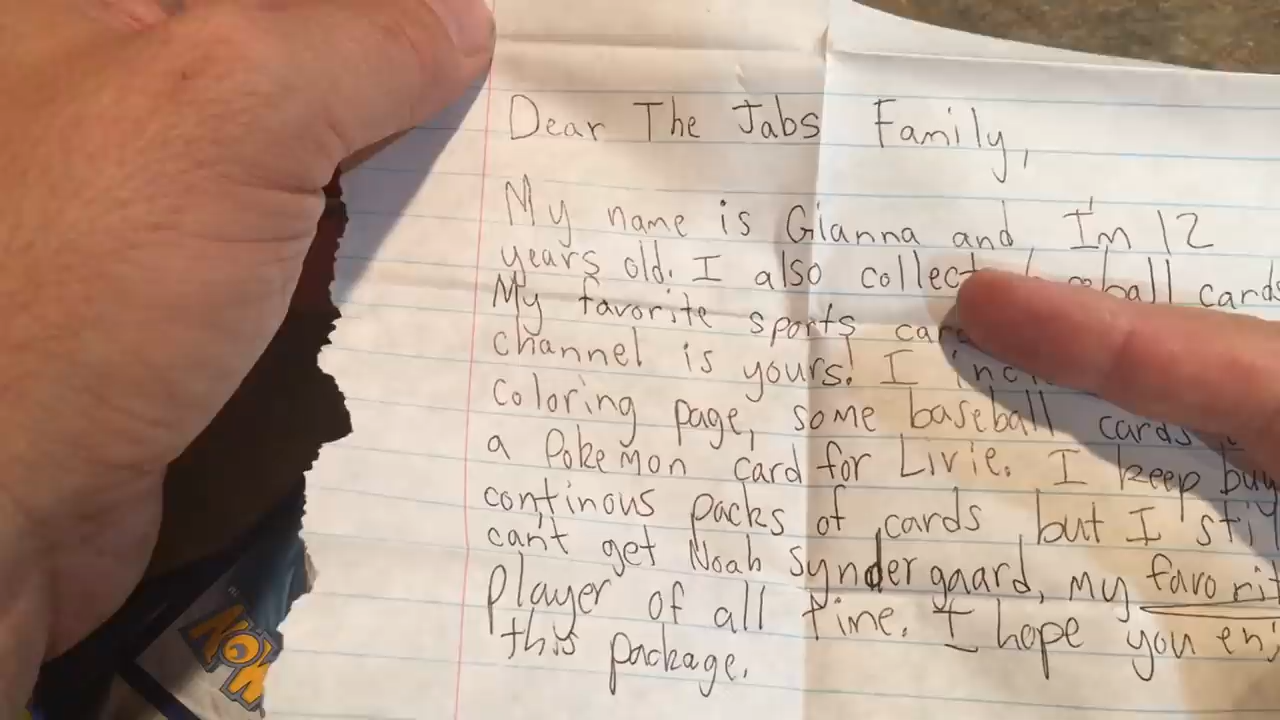 Dear The Jabs Family,
My name is Gianna and I'm 12
years old. I also collect cards
My favorite sports
channel is yours! I
coloring page, some baseball cards
a Pokemon card for Livie. I keep
continous packs of cards but I
can't get Noah Syndergaard, my
Player of all time. I hope you
this package.
NOW